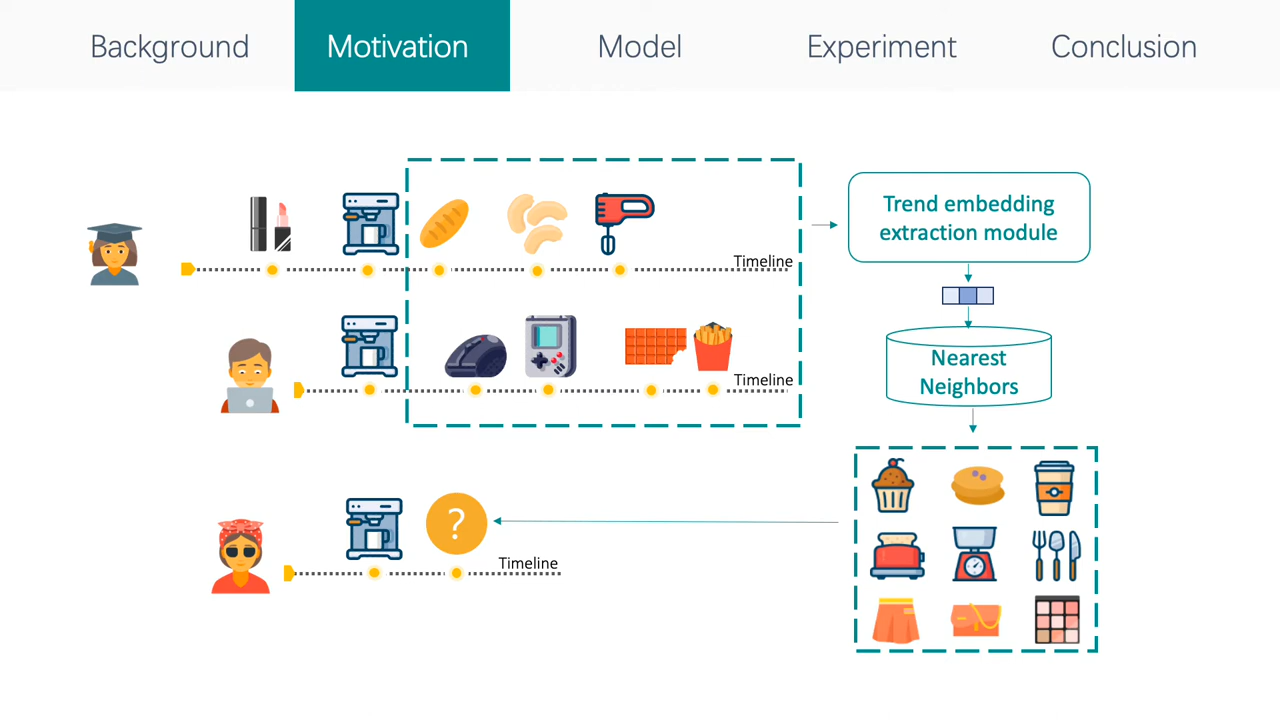 Background
Motivation
Model
Experiment
Conclusion
Timeline
Timeline
Trend embedding
extraction module
Nearest
Neighbors
?
Timeline